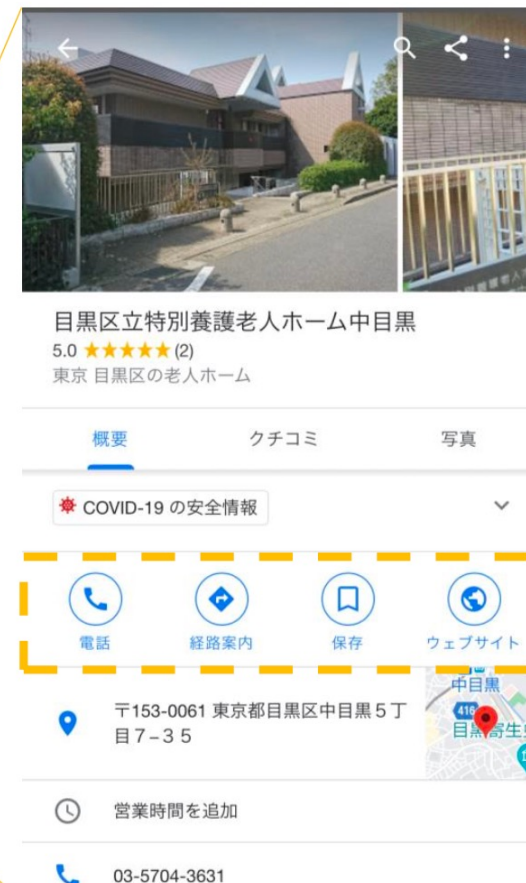 目黒区立特別養護老人ホーム中目黒
5.0 ★★★★★ (2)
東京 目黒区の老人ホーム
概要
クチコミ
写真
COVID-19 の安全情報
電話
経路案内
保存
ウェブサイト
〒153-0061 東京都目黒区中目黒5丁
目7−35
中目黒
416
目黒寄生
営業時間を追加
03-5704-3631